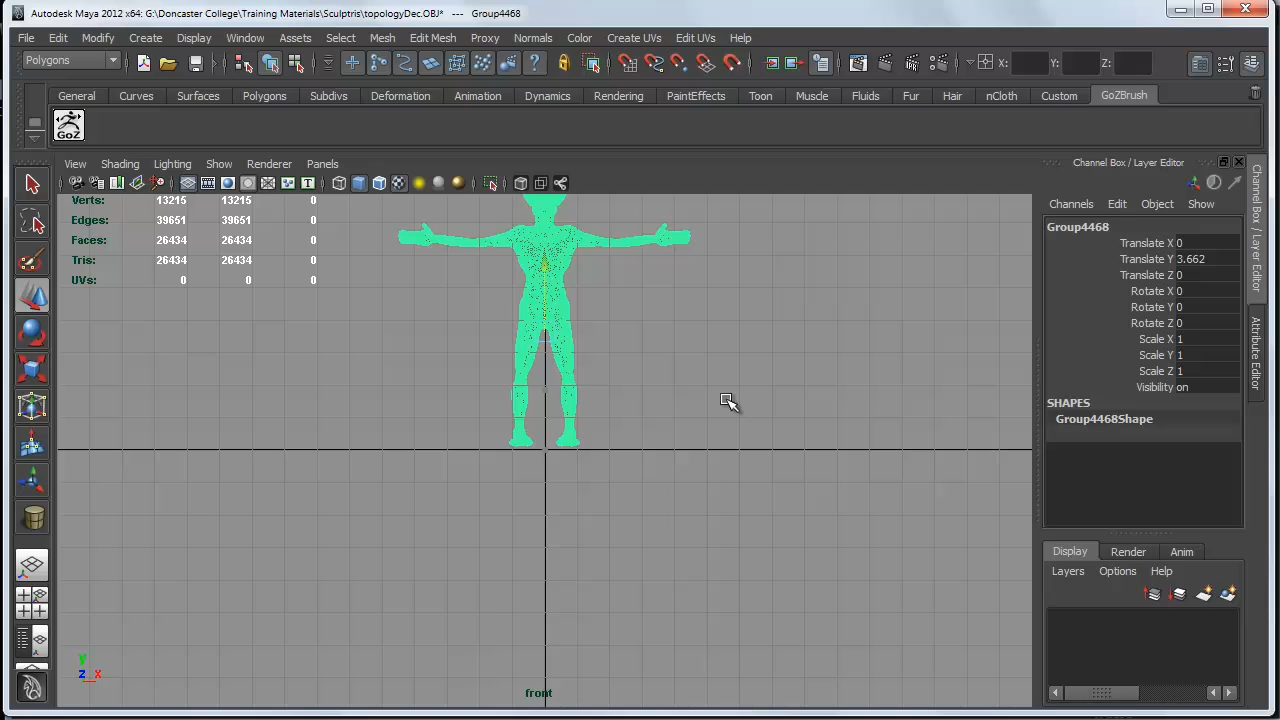 Autodesk Maya 2012 x64: G:\Doncaster College\Training Materials\Sculptris\topologyDec.OBJ* --- Group4468
File Edit Modify Create Display Window Assets Select Mesh Edit Mesh Proxy Normals Color Create UVs Edit UVs Help
Polygons X: Y: Z:
General Curves Surfaces Polygons Subdivs Deformation Animation Dynamics Rendering PaintEffects Toon Muscle Fluids Fur Hair nCloth Custom GoZBrush
GoZ
View Shading Lighting Show Renderer Panels
Channel Box / Layer Editor
Verts: 13215 13215 0
Edges: 39651 39651 0
Faces: 26434 26434 0
Tris: 26434 26434 0
UVs: 0 0 0
Channels Edit Object Show
Group4468
Translate X 0
Translate Y 3.662
Translate Z 0
Rotate X 0
Rotate Y 0
Rotate Z 0
Scale X 1
Scale Y 1
Scale Z 1
Visibility on
SHAPES
Group4468Shape
Channel Box / Layer Editor
Attribute Editor
Display Render Anim
Layers Options Help
y
z x
front